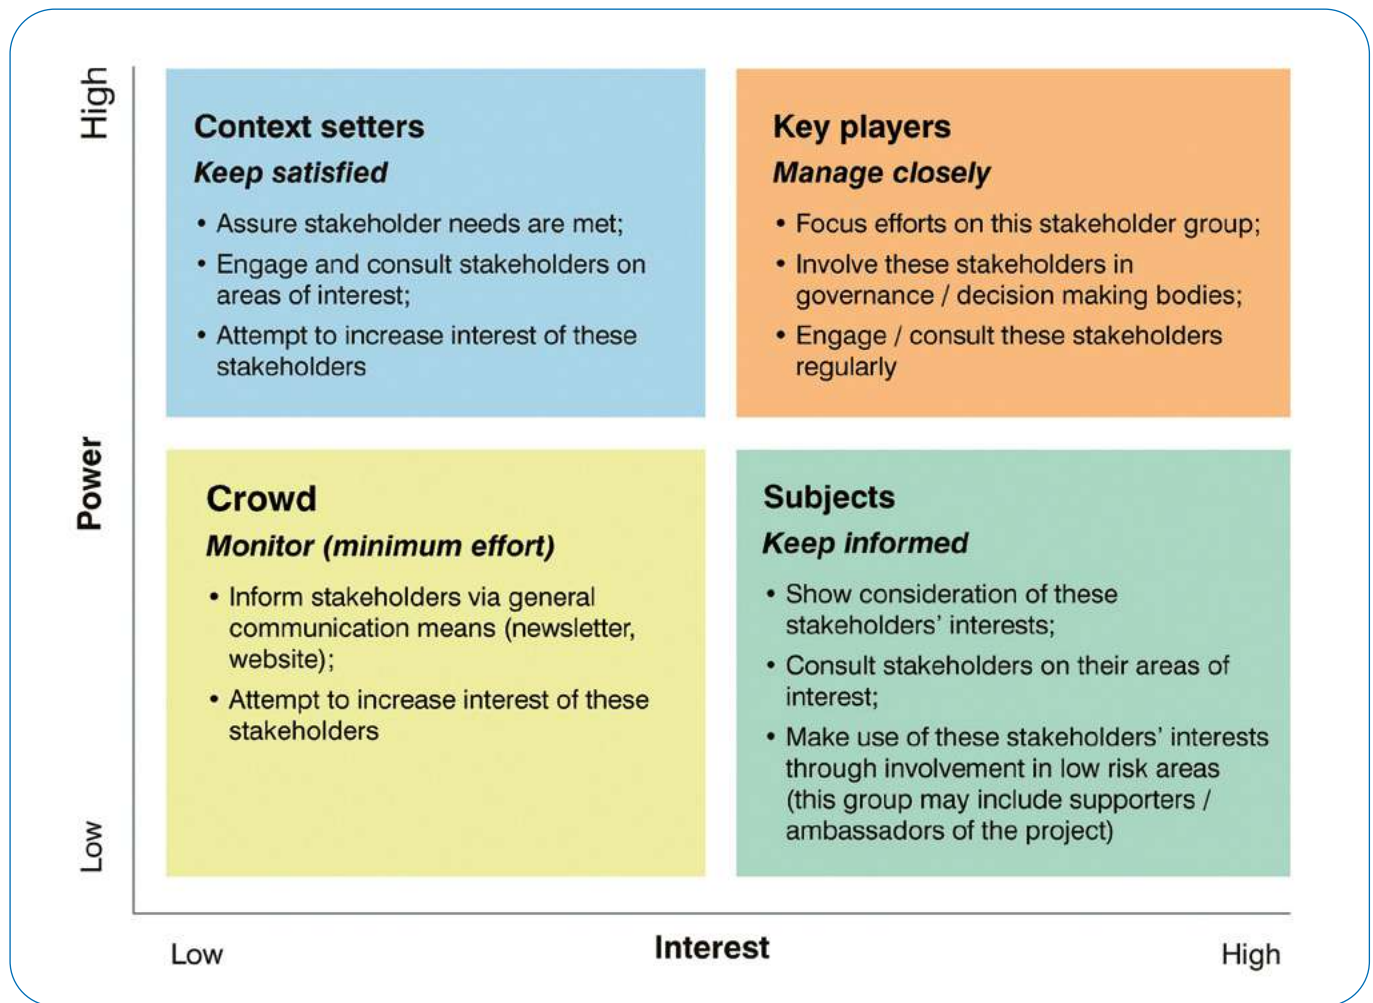 High
Context setters
Keep satisfied
• Assure stakeholder needs are met;
• Engage and consult stakeholders on
areas of interest;
• Attempt to increase interest of these
stakeholders
Key players
Manage closely
• Focus efforts on this stakeholder group;
• Involve these stakeholders in
governance / decision making bodies;
• Engage / consult these stakeholders
regularly
Power
Crowd
Monitor (minimum effort)
• Inform stakeholders via general
communication means (newsletter,
website);
• Attempt to increase interest of these
stakeholders
Subjects
Keep informed
• Show consideration of these
stakeholders' interests;
• Consult stakeholders on their areas of
interest;
• Make use of these stakeholders' interests
through involvement in low risk areas
(this group may include supporters /
ambassadors of the project)
Low
Low
Interest
High